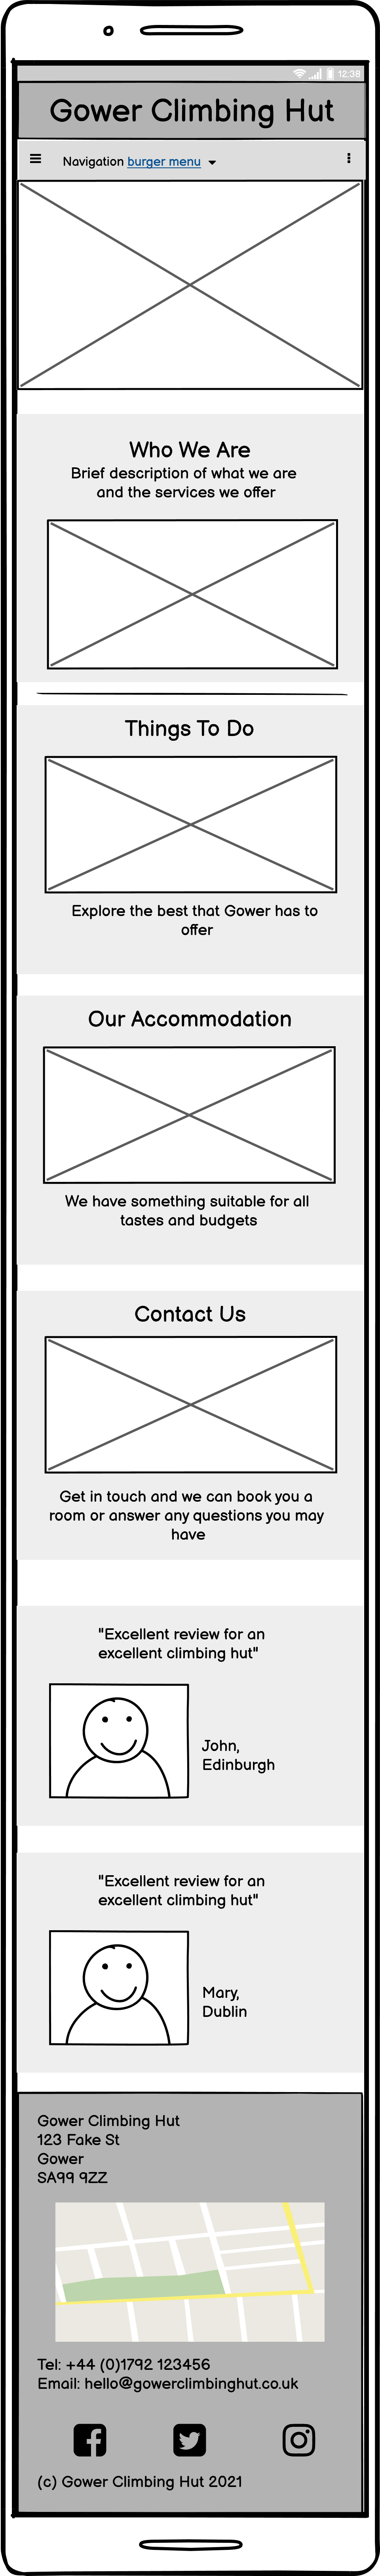 12:38
Gower Climbing Hut
Navigation burger menu
Who We Are
Brief description of what we are
and the services we offer
Things To Do
Explore the best that Gower has to
offer
Our Accommodation
We have something suitable for all
tastes and budgets
Contact Us
Get in touch and we can book you a
room or answer any questions you may
have
"Excellent review for an
excellent climbing hut"
John,
Edinburgh
"Excellent review for an
excellent climbing hut"
Mary,
Dublin
Gower Climbing Hut
123 Fake St
Gower
SA99 9ZZ
Tel: +44 (0)1792 123456
Email: hello@gowerclimbinghut.co.uk
(c) Gower Climbing Hut 2021